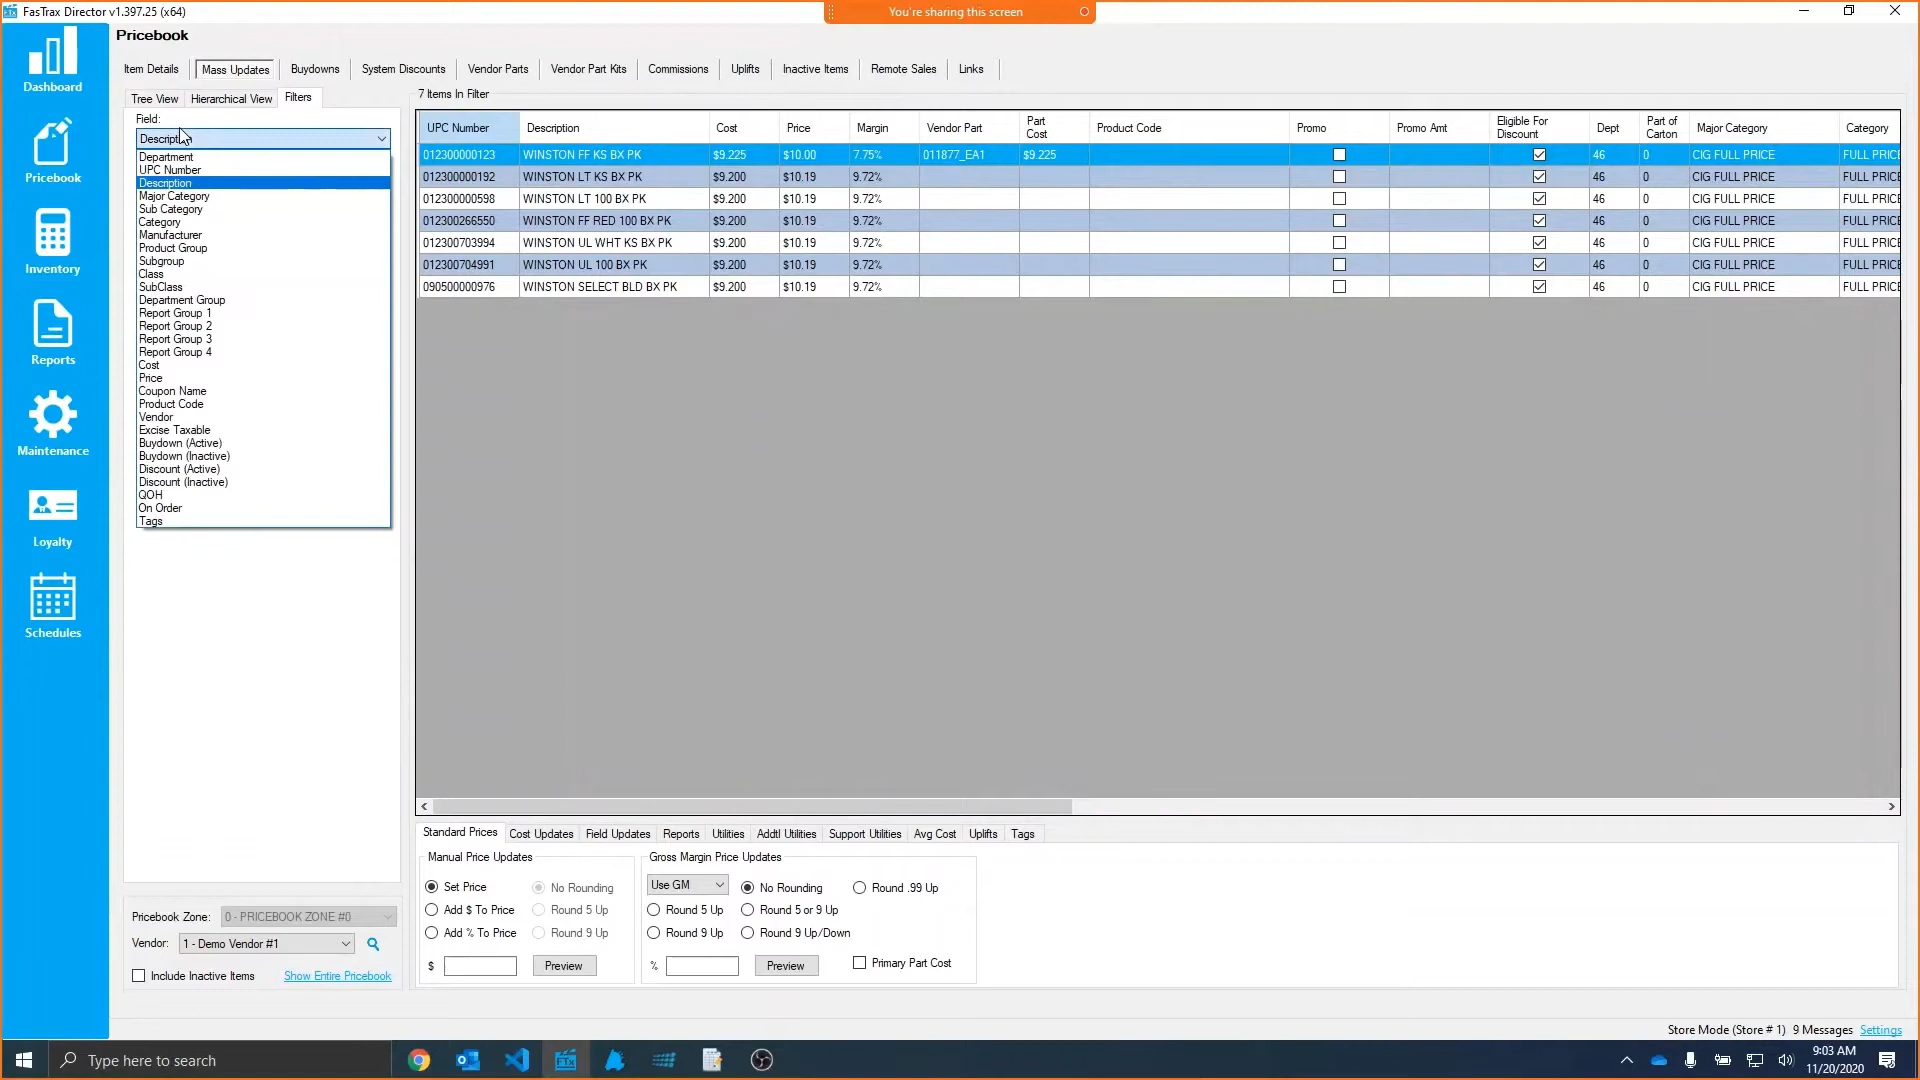 FasTrax Director v1.397.25 (x64)
You're sharing this screen
Pricebook
Dashboard
Pricebook
Inventory
Reports
Maintenance
Loyalty
Schedules
Item Details Mass Updates Buydowns System Discounts Vendor Parts Vendor Part Kits Commissions Uplifts Inactive Items Remote Sales Links
Tree View Hierarchical View Filters
Field:
Description
Department
UPC Number
Description
Major Category
Sub Category
Category
Manufacturer
Product Group
Subgroup
Class
SubClass
Department Group
Report Group 1
Report Group 2
Report Group 3
Report Group 4
Cost
Price
Coupon Name
Product Code
Vendor
Excise Taxable
Buydown (Active)
Buydown (Inactive)
Discount (Active)
Discount (Inactive)
QOH
On Order
Tags
Pricebook Zone: 0 - PRICEBOOK ZONE #0
Vendor: 1 - Demo Vendor #1
Include Inactive Items Show Entire Pricebook
7 Items In Filter
UPC Number Description Cost Price Margin Vendor Part Part Cost Product Code Promo Promo Amt Eligible For Discount Dept Part of Carton Major Category Category
012300000123 WINSTON FF KS BX PK $9.225 $10.00 7.75% 011877_EA1 $9.225 46 0 CIG FULL PRICE FULL PRICE
012300000192 WINSTON LT KS BX PK $9.200 $10.19 9.72% 46 0 CIG FULL PRICE FULL PRICE
012300000598 WINSTON LT 100 BX PK $9.200 $10.19 9.72% 46 0 CIG FULL PRICE FULL PRICE
012300266550 WINSTON FF RED 100 BX PK $9.200 $10.19 9.72% 46 0 CIG FULL PRICE FULL PRICE
012300703994 WINSTON UL WHT KS BX PK $9.200 $10.19 9.72% 46 0 CIG FULL PRICE FULL PRICE
012300704991 WINSTON UL 100 BX PK $9.200 $10.19 9.72% 46 0 CIG FULL PRICE FULL PRICE
090500000976 WINSTON SELECT BLD BX PK $9.200 $10.19 9.72% 46 0 CIG FULL PRICE FULL PRICE
Standard Prices Cost Updates Field Updates Reports Utilities Addtl Utilities Support Utilities Avg Cost Uplifts Tags
Manual Price Updates
Set Price No Rounding
Add $ To Price Round 5 Up
Add % To Price Round 9 Up
$ Preview
Gross Margin Price Updates
Use GM No Rounding Round .99 Up
Round 5 Up Round 5 or 9 Up
Round 9 Up Round 9 Up/Down
% Preview Primary Part Cost
Store Mode (Store # 1) 9 Messages Settings
Type here to search
FTx
9:03 AM
11/20/2020